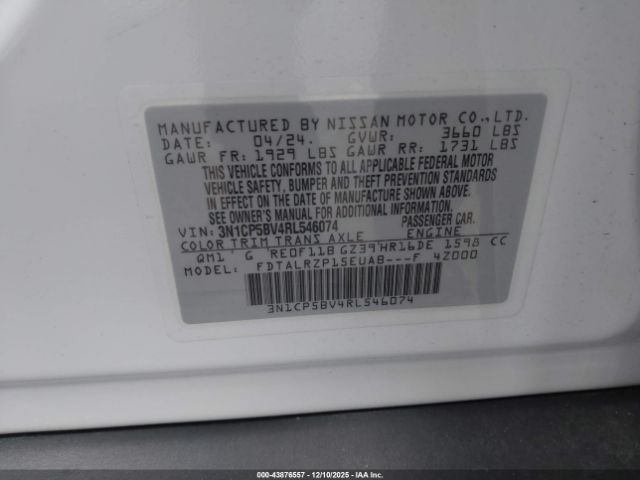 MANUFACTURED BY NISSAN MOTOR CO.,LTD.
DATE: 04/24. GVWR: 3660 LBS
GAWR FR: 1929 LBS GAWR RR: 1731 LBS
THIS VEHICLE CONFORMS TO ALL APPLICABLE FEDERAL MOTOR
VEHICLE SAFETY, BUMPER AND THEFT PREVENTION STANDARDS
IN EFFECT ON THE DATE OF MANUFACTURE SHOWN ABOVE.
SEE OWNER'S MANUAL FOR ADDITIONAL INFORMATION.
VIN: 3N1CP5BV4RL546074 PASSENGER CAR.
COLOR TRIM TRANS AXLE ENGINE
QM1 G RE0F11B GZ39 HR16DE 1598 CC
MODEL: FDTALRZP15EUAB---F 4Z000
3N1CP5BV4RL546074
000-43876557 - 12/10/2025 - IAA Inc.